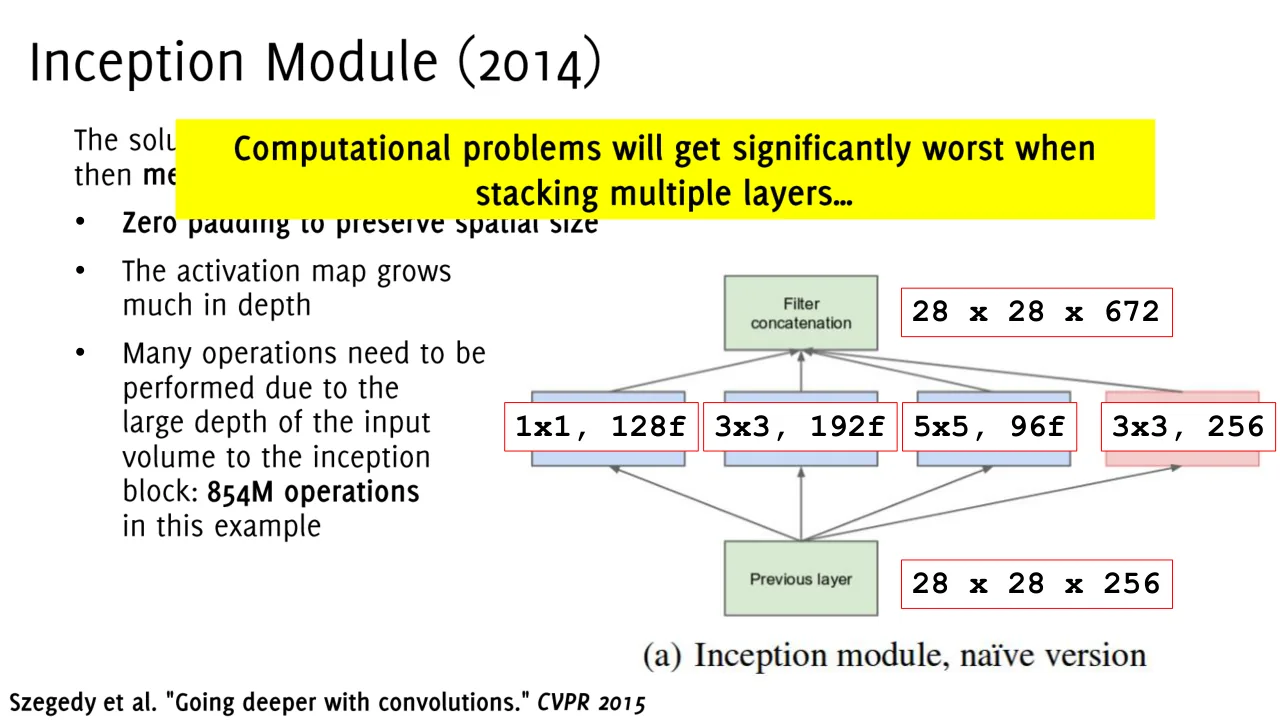 Inception Module (2014)
The solu
then me
Computational problems will get significantly worst when
stacking multiple layers…
• Zero padding to preserve spatial size
• The activation map grows
much in depth
• Many operations need to be
performed due to the
large depth of the input
volume to the inception
block: 854M operations
in this example
Filter
concatenation
28 x 28 x 672
1x1, 128f
3x3, 192f
5x5, 96f
3x3, 256
Previous layer
28 x 28 x 256
(a) Inception module, naïve version
Szegedy et al. "Going deeper with convolutions." CVPR 2015